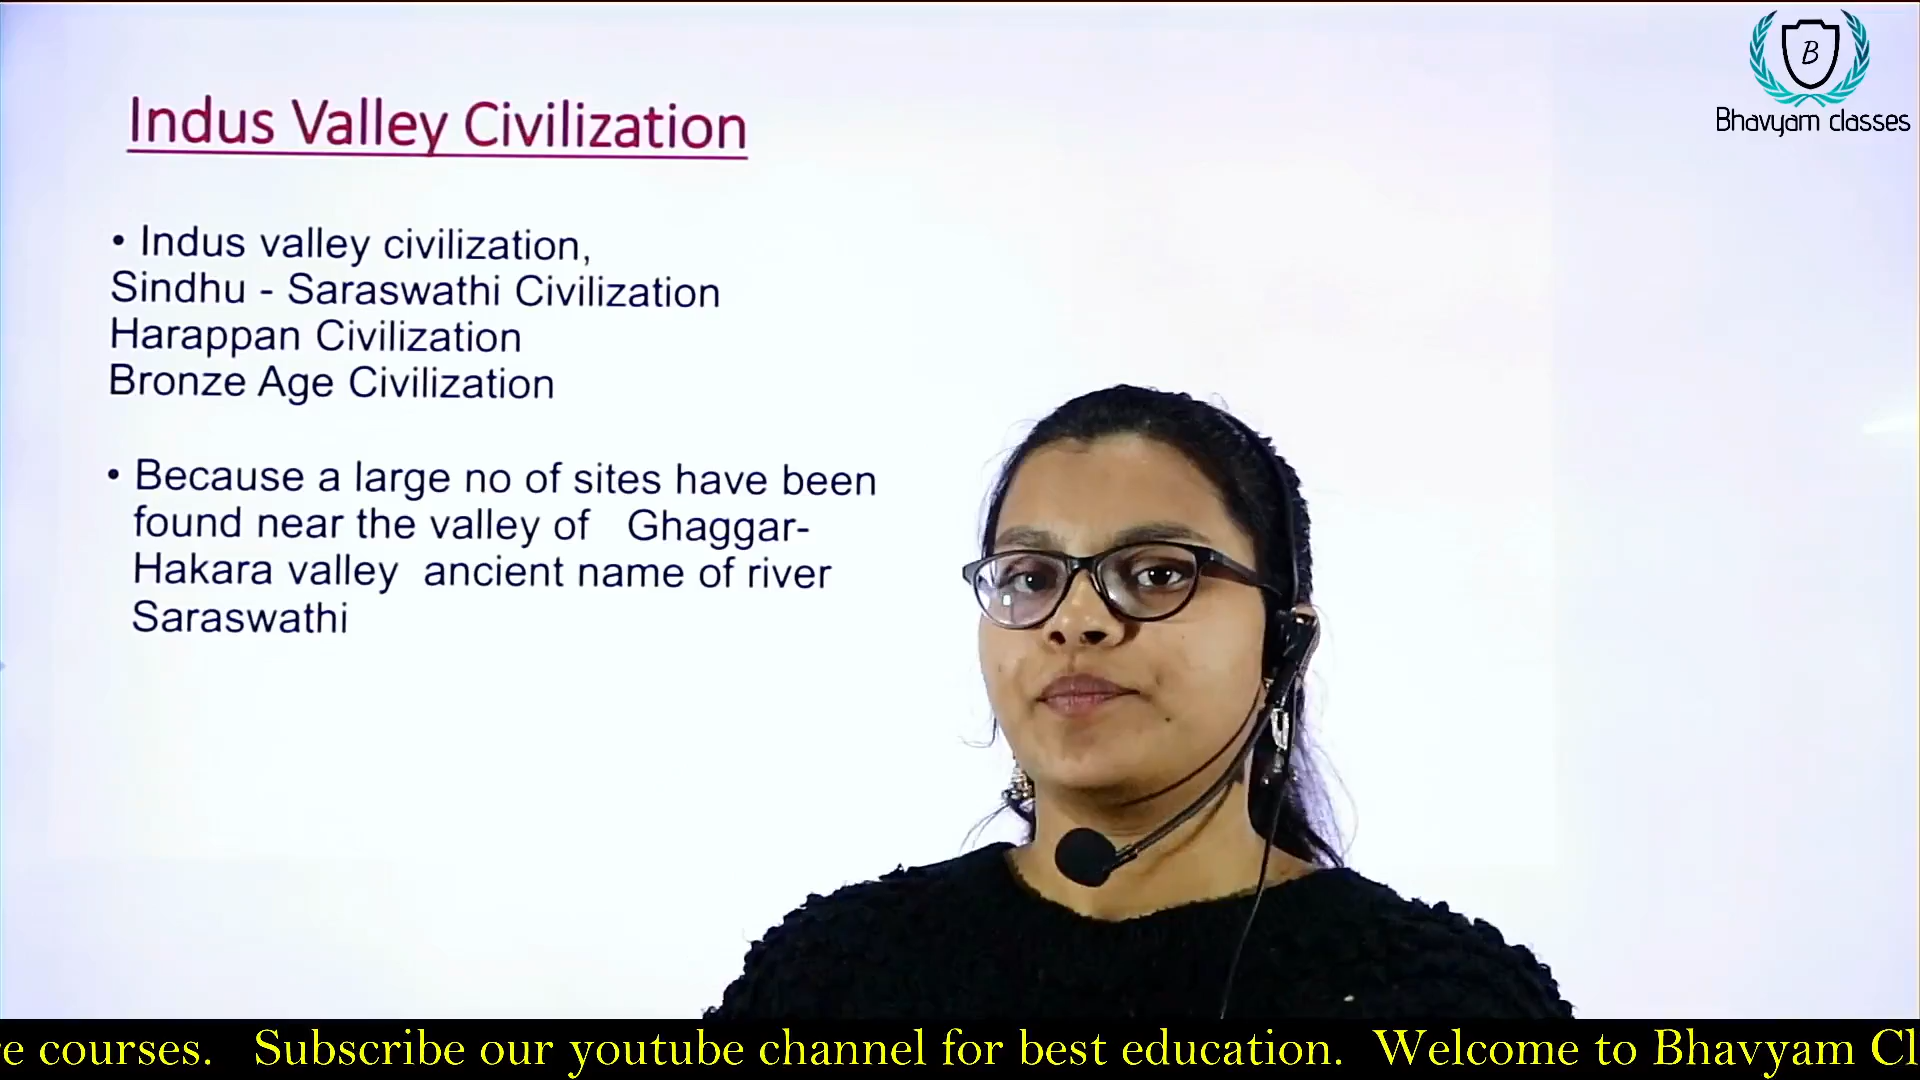 B
Bhavyam classes
Indus Valley Civilization
• Indus valley civilization,
Sindhu - Saraswathi Civilization
Harappan Civilization
Bronze Age Civilization
• Because a large no of sites have been
found near the valley of Ghaggar-
Hakara valley ancient name of river
Saraswathi
e courses. Subscribe our youtube channel for best education. Welcome to Bhavyam Cl